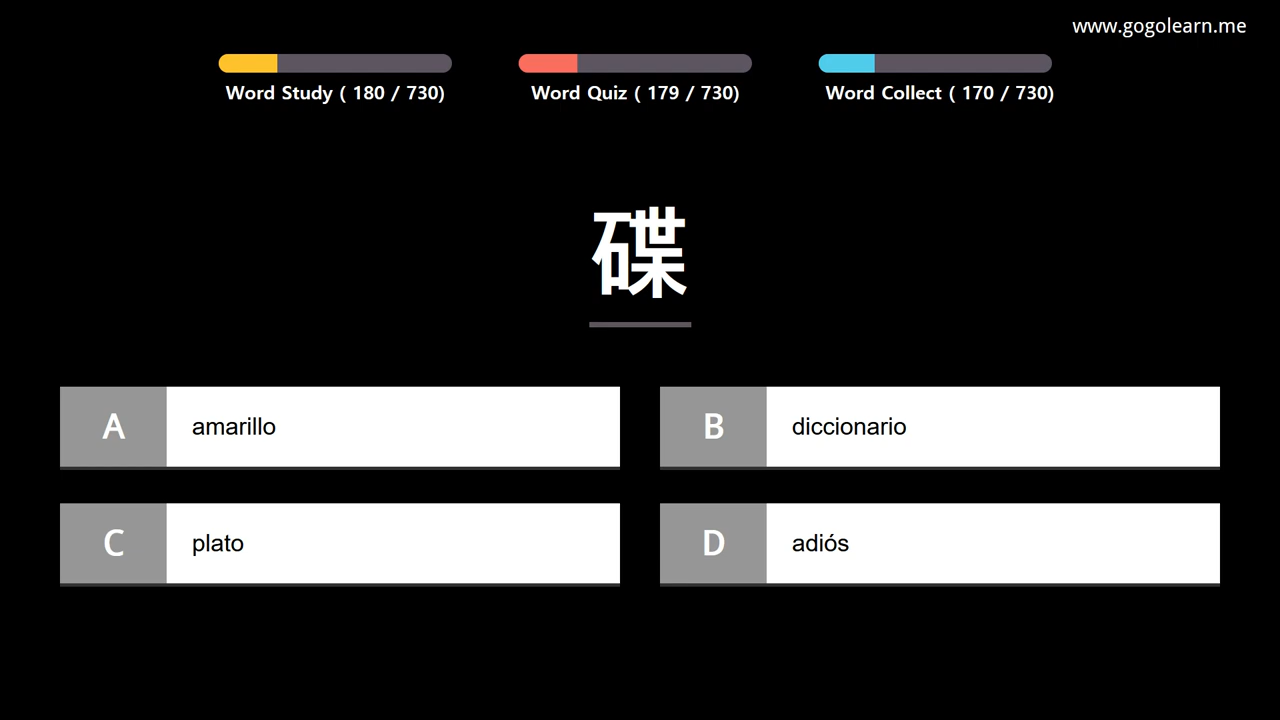 www.gogolearn.me
Word Study ( 180 / 730)
Word Quiz ( 179 / 730)
Word Collect ( 170 / 730)
碟
A amarillo
B diccionario
C plato
D adiós